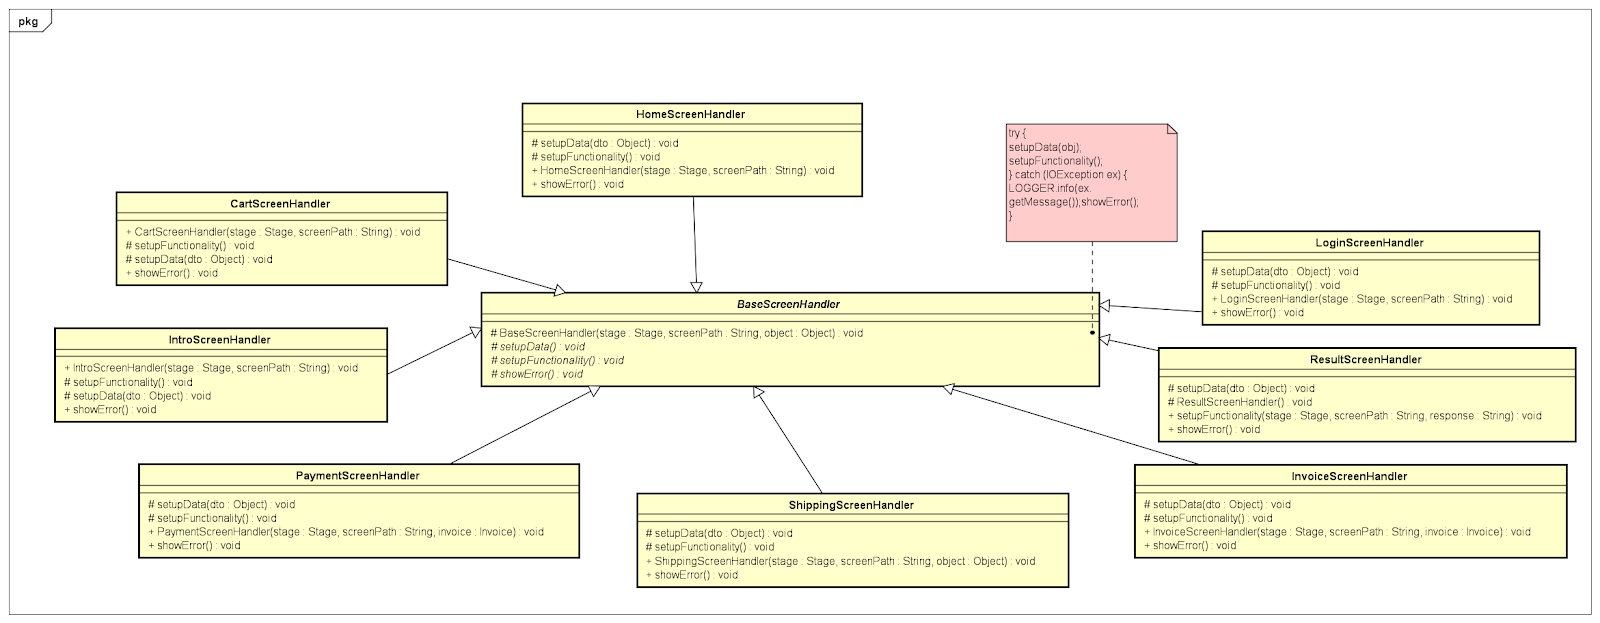 pkg
HomeScreenHandler
# setupData(dto : Object) : void
# setupFunctionality() : void
+ HomeScreenHandler(stage : Stage, screenPath : String) : void
+ showError() : void
try {
setupData(obj);
setupFunctionality();
} catch (IOException ex) {
LOGGER.info(ex.
getMessage());showError();
}
CartScreenHandler
+ CartScreenHandler(stage : Stage, screenPath : String) : void
# setupFunctionality() : void
# setupData(dto : Object) : void
+ showError() : void
LoginScreenHandler
# setupData(dto : Object) : void
# setupFunctionality() : void
+ LoginScreenHandler(stage : Stage, screenPath : String) : void
+ showError() : void
BaseScreenHandler
# BaseScreenHandler(stage : Stage, screenPath : String, object : Object) : void
# setupData() : void
# setupFunctionality() : void
# showError() : void
IntroScreenHandler
+ IntroScreenHandler(stage : Stage, screenPath : String) : void
# setupFunctionality() : void
# setupData(dto : Object) : void
+ showError() : void
ResultScreenHandler
# setupData(dto : Object) : void
# ResultScreenHandler() : void
+ setupFunctionality(stage : Stage, screenPath : String, response : String) : void
+ showError() : void
PaymentScreenHandler
# setupData(dto : Object) : void
# setupFunctionality() : void
+ PaymentScreenHandler(stage : Stage, screenPath : String, invoice : Invoice) : void
+ showError() : void
ShippingScreenHandler
# setupData(dto : Object) : void
# setupFunctionality() : void
+ ShippingScreenHandler(stage : Stage, screenPath : String, object : Object) : void
+ showError() : void
InvoiceScreenHandler
# setupData(dto : Object) : void
# setupFunctionality() : void
+ InvoiceScreenHandler(stage : Stage, screenPath : String, invoice : Invoice) : void
+ showError() : void